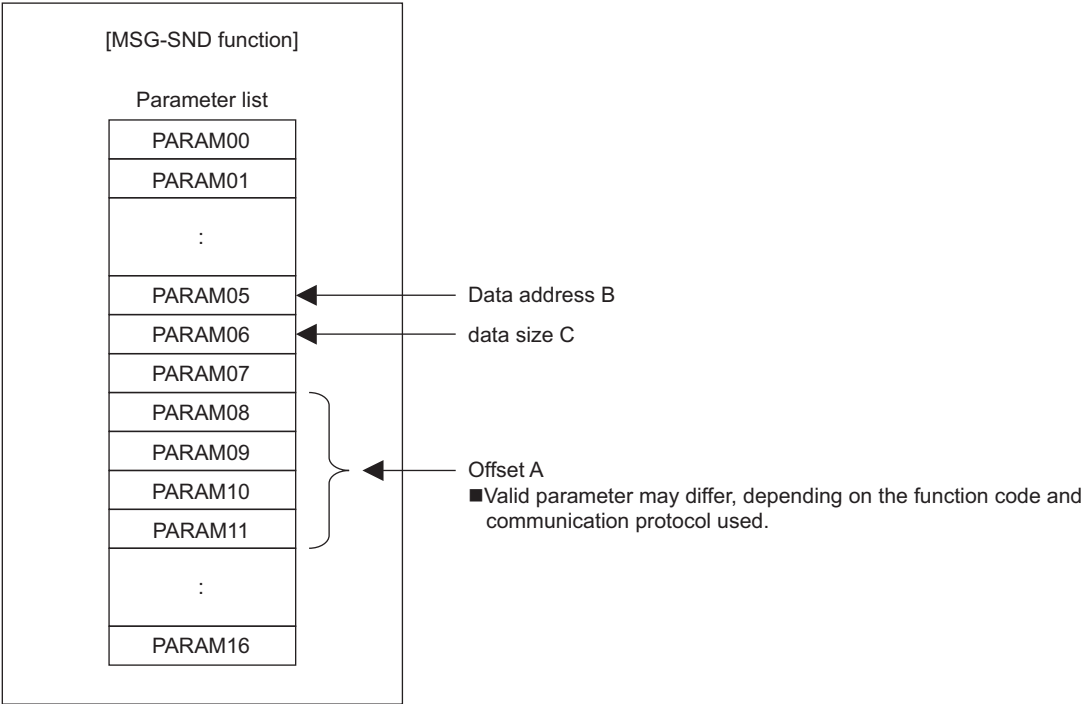 [MSG-SND function]
Parameter list
PARAM00
PARAM01
:
PARAM05
Data address B
PARAM06
data size C
PARAM07
PARAM08
PARAM09
PARAM10
PARAM11
Offset A
■Valid parameter may differ, depending on the function code and
communication protocol used.
:
PARAM16